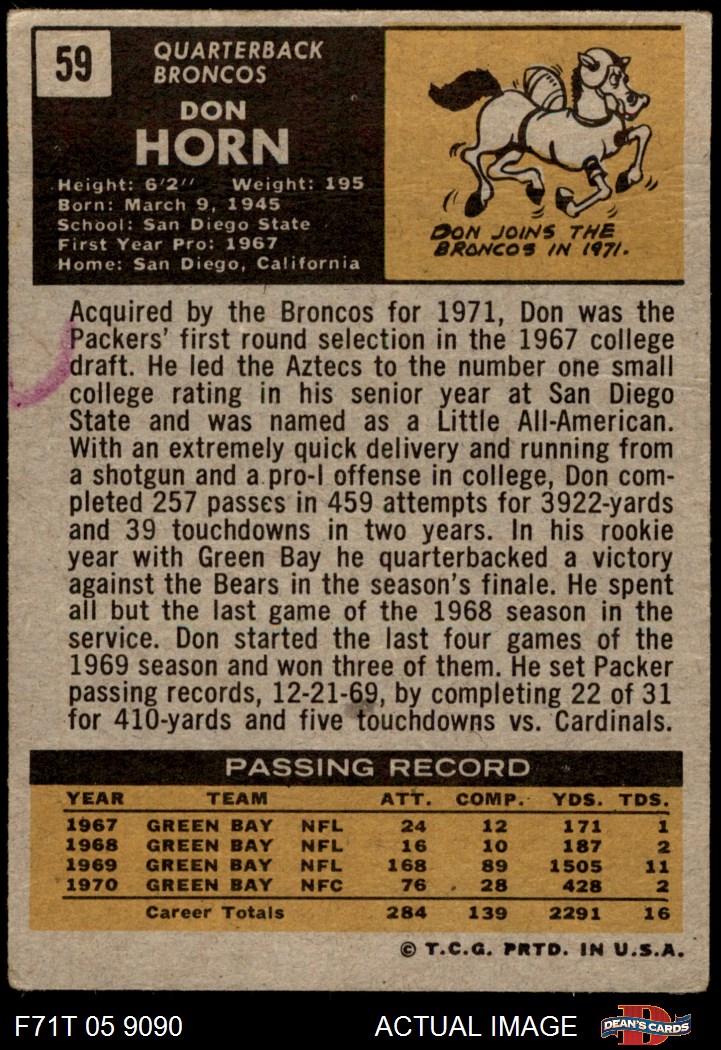 59
QUARTERBACK
BRONCOS
DON
HORN
Height: 6'2'' Weight: 195
Born: March 9, 1945
School: San Diego State
First Year Pro: 1967
Home: San Diego, California
DON JOINS THE
BRONCOS IN 1971.
Acquired by the Broncos for 1971, Don was the
Packers' first round selection in the 1967 college
draft. He led the Aztecs to the number one small
college rating in his senior year at San Diego
State and was named as a Little All-American.
With an extremely quick delivery and running from
a shotgun and a pro-I offense in college, Don com-
pleted 257 passes in 459 attempts for 3922-yards
and 39 touchdowns in two years. In his rookie
year with Green Bay he quarterbacked a victory
against the Bears in the season's finale. He spent
all but the last game of the 1968 season in the
service. Don started the last four games of the
1969 season and won three of them. He set Packer
passing records, 12-21-69, by completing 22 of 31
for 410-yards and five touchdowns vs. Cardinals.
PASSING RECORD
YEAR TEAM ATT. COMP. YDS. TDS.
1967 GREEN BAY NFL 24 12 171 1
1968 GREEN BAY NFL 16 10 187 2
1969 GREEN BAY NFL 168 89 1505 11
1970 GREEN BAY NFC 76 28 428 2
Career Totals 284 139 2291 16
© T.C.G. PRTD. IN U.S.A.
F71T 05 9090 ACTUAL IMAGE D DEAN'S CARDS